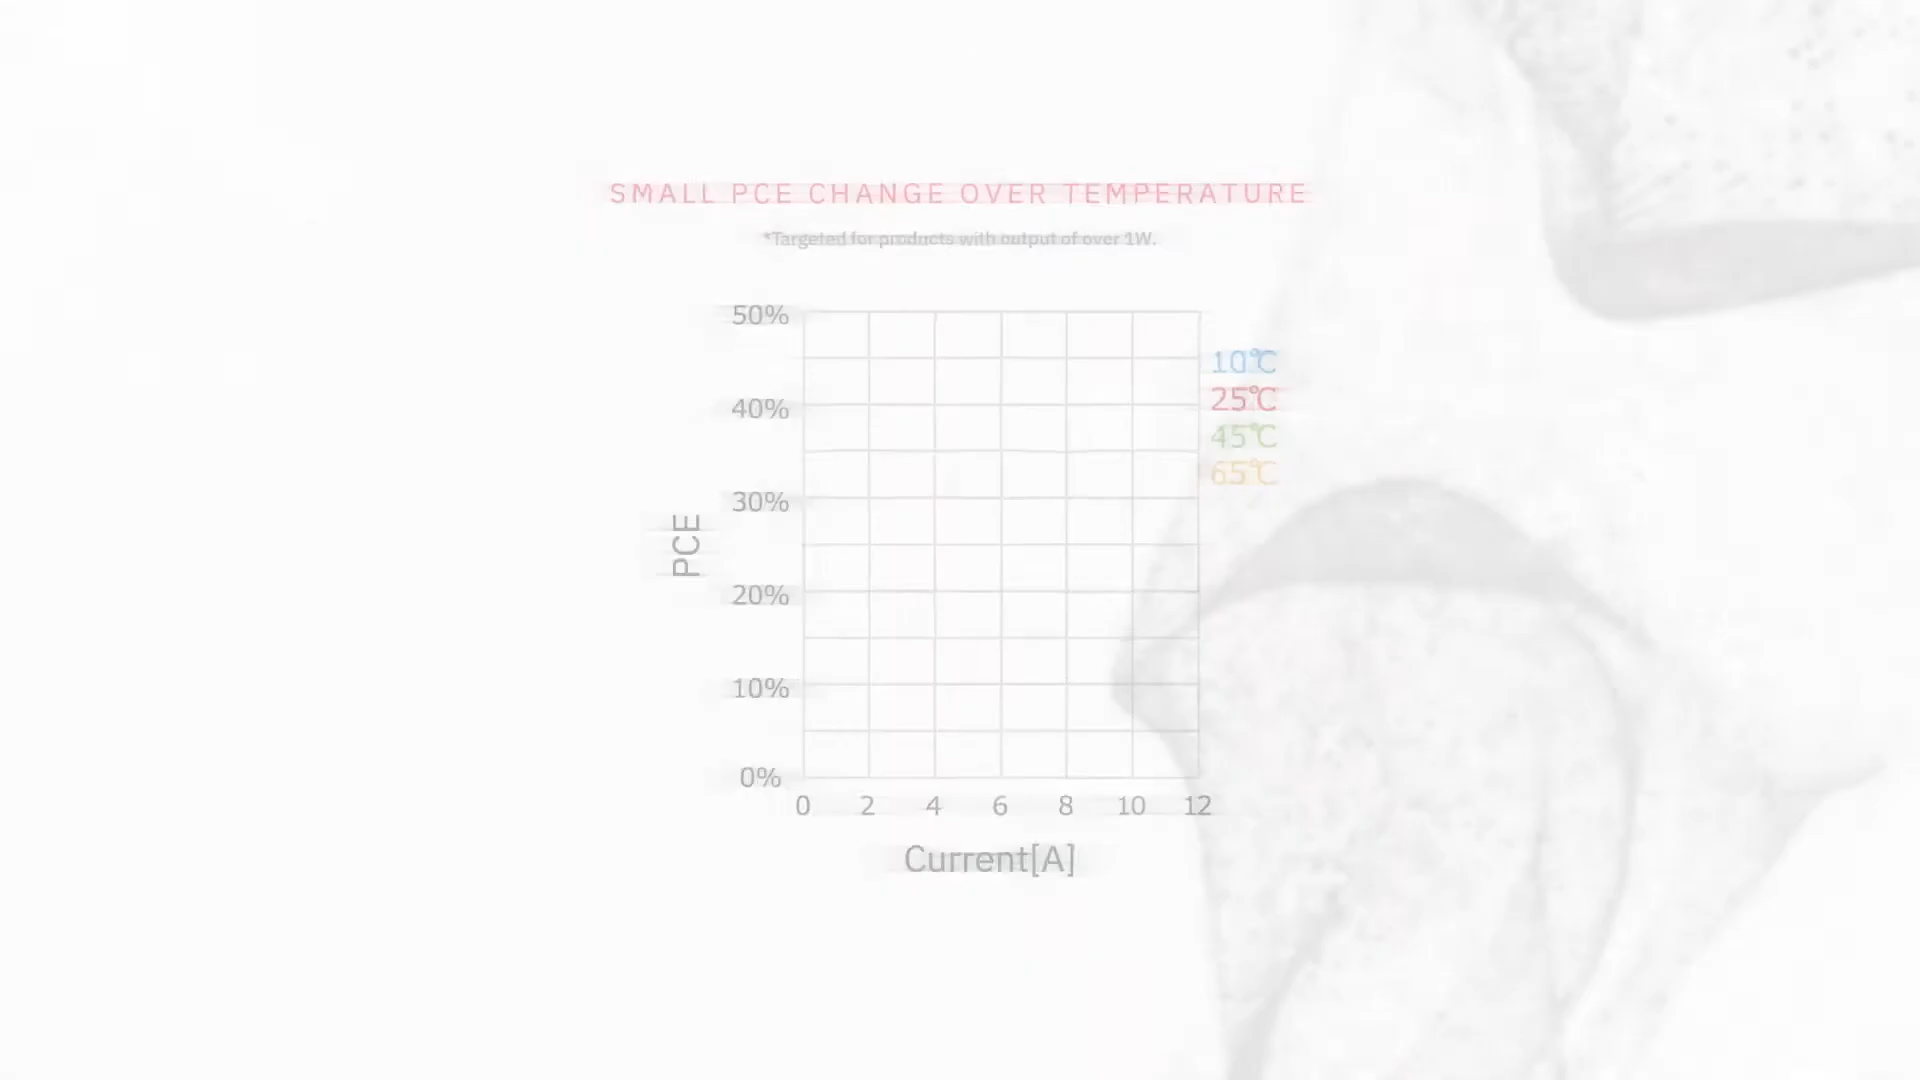 SMALL PCE CHANGE OVER TEMPERATURE
*Targeted for products with output of over 1W.
50%
40%
30%
20%
10%
0%
PCE
0 2 4 6 8 10 12
Current[A]
10℃
25℃
45℃
65℃